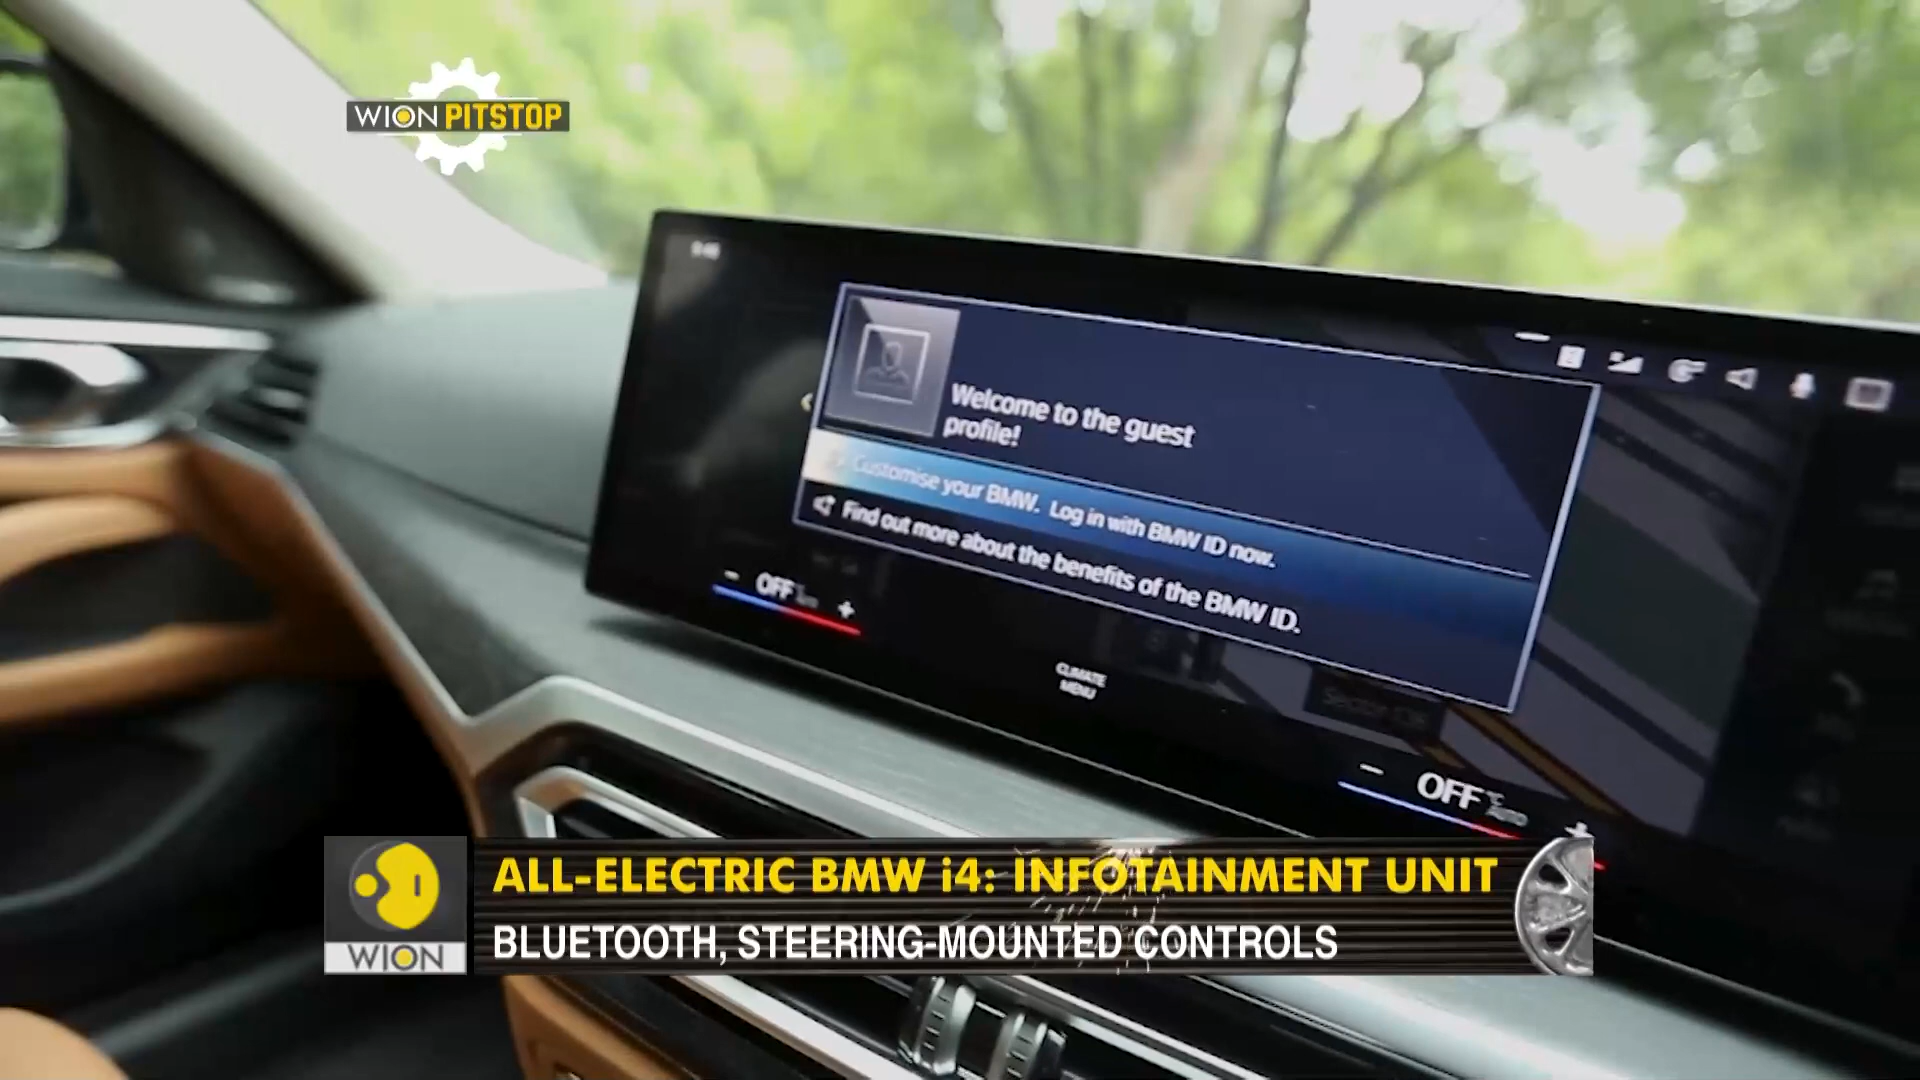 WION PITSTOP
Welcome to the guest
profile!
Customise your BMW. Log in with BMW ID now.
Find out more about the benefits of the BMW ID.
- OFF +
CLIMATE
MENU
- OFF +
ALL-ELECTRIC BMW i4: INFOTAINMENT UNIT
BLUETOOTH, STEERING-MOUNTED CONTROLS
WION